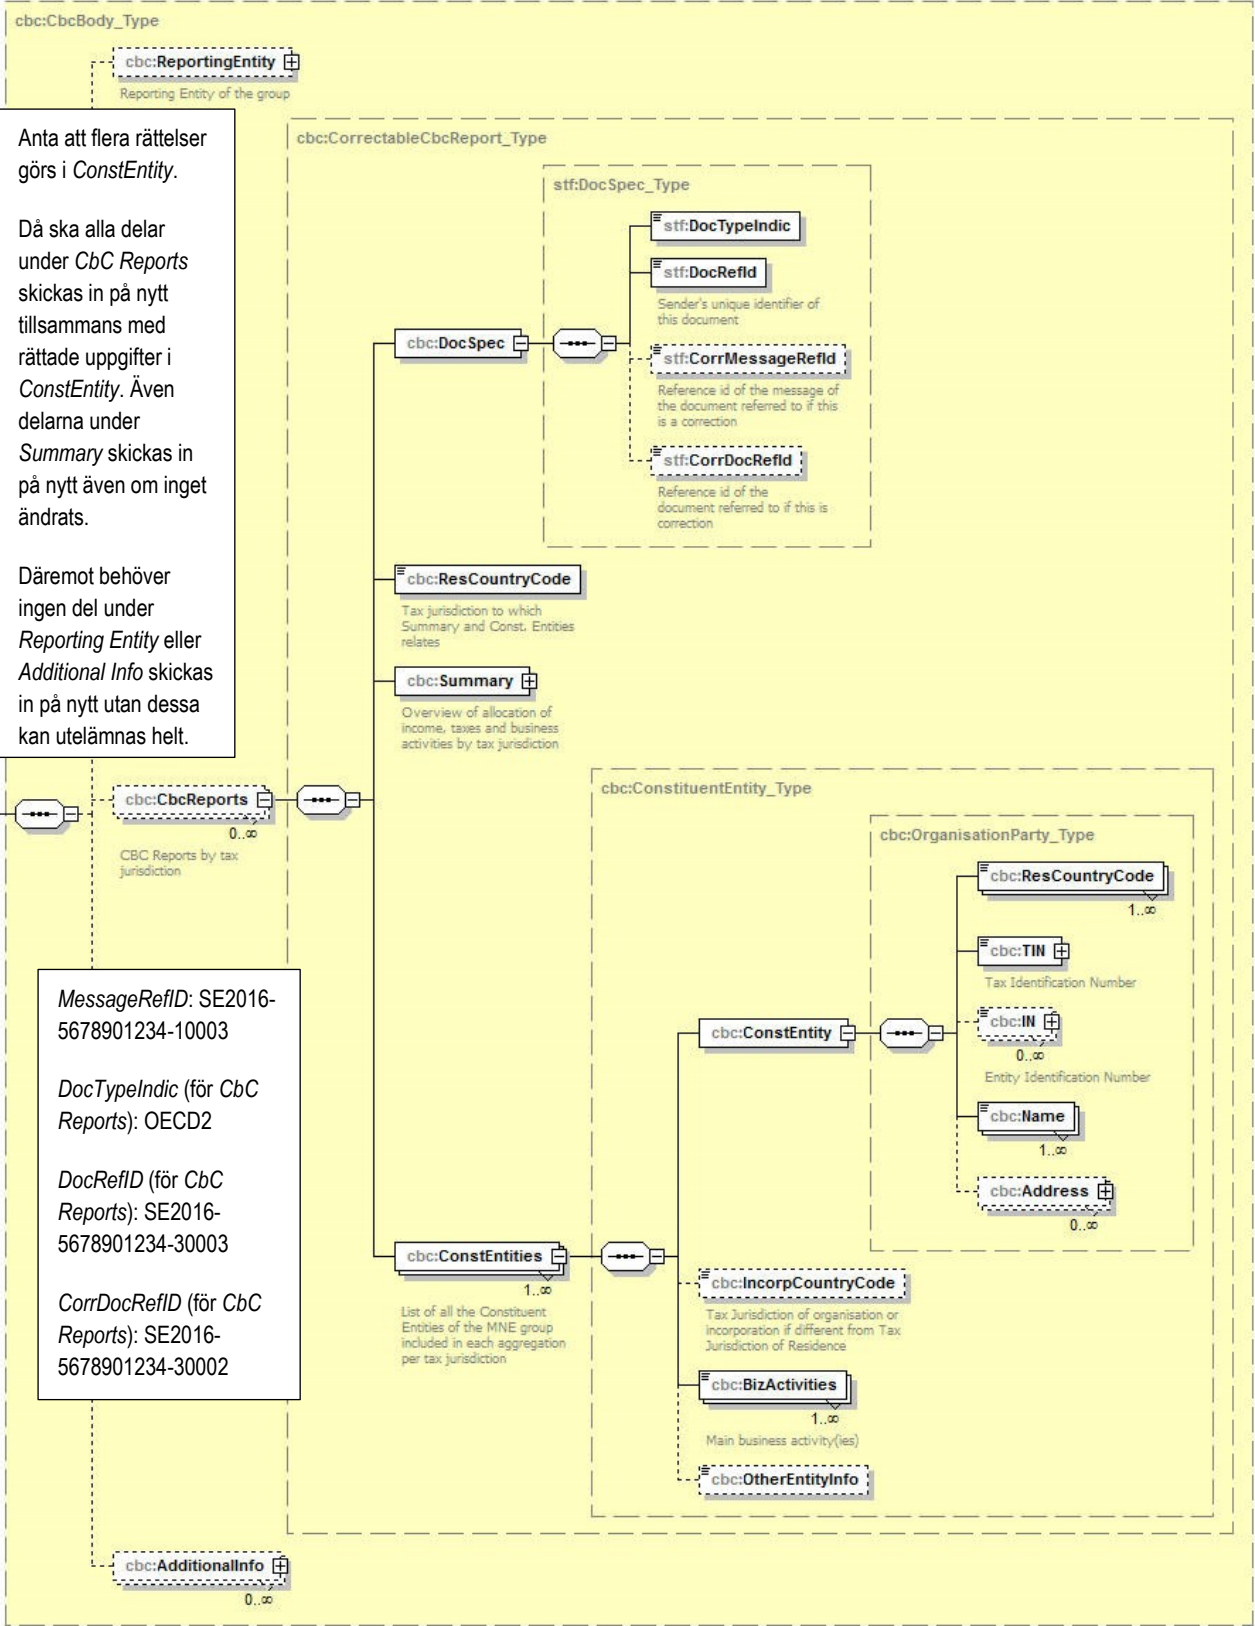 cbc:CbcBody_Type
cbc:ReportingEntity
Reporting Entity of the group
Anta att flera rättelser
görs i ConstEntity.
Då ska alla delar
under CbC Reports
skickas in på nytt
tillsammans med
rättade uppgifter i
ConstEntity. Även
delarna under
Summary skickas in
på nytt även om inget
ändrats.
Däremot behöver
ingen del under
Reporting Entity eller
Additional Info skickas
in på nytt utan dessa
kan utelämnas helt.
cbc:CorrectableCbcReport_Type
stf:DocSpec_Type
stf:DocTypeIndic
stf:DocRefId
Sender's unique identifier of
this document
cbc:DocSpec
stf:CorrMessageRefId
Reference id of the message of
the document referred to if this
is a correction
stf:CorrDocRefId
Reference id of the
document referred to if this is
correction
cbc:ResCountryCode
Tax jurisdiction to which
Summary and Const. Entities
relates
cbc:Summary
Overview of allocation of
income, taxes and business
activities by tax jurisdiction
cbc:CbcReports
0..∞
CBC Reports by tax
jurisdiction
cbc:ConstituentEntity_Type
cbc:OrganisationParty_Type
cbc:ResCountryCode
1..∞
cbc:TIN
Tax Identification Number
cbc:IN
0..∞
Entity Identification Number
cbc:ConstEntity
cbc:Name
1..∞
cbc:Address
0..∞
MessageRefID: SE2016-
5678901234-10003
DocTypeIndic (för CbC
Reports): OECD2
DocRefID (för CbC
Reports): SE2016-
5678901234-30003
CorrDocRefID (för CbC
Reports): SE2016-
5678901234-30002
cbc:ConstEntities
1..∞
List of all the Constituent
Entities of the MNE group
included in each aggregation
per tax jurisdiction
cbc:IncorpCountryCode
Tax Jurisdiction of organisation or
incorporation if different from Tax
Jurisdiction of Residence
cbc:BizActivities
1..∞
Main business activity(ies)
cbc:OtherEntityInfo
cbc:AdditionalInfo
0..∞